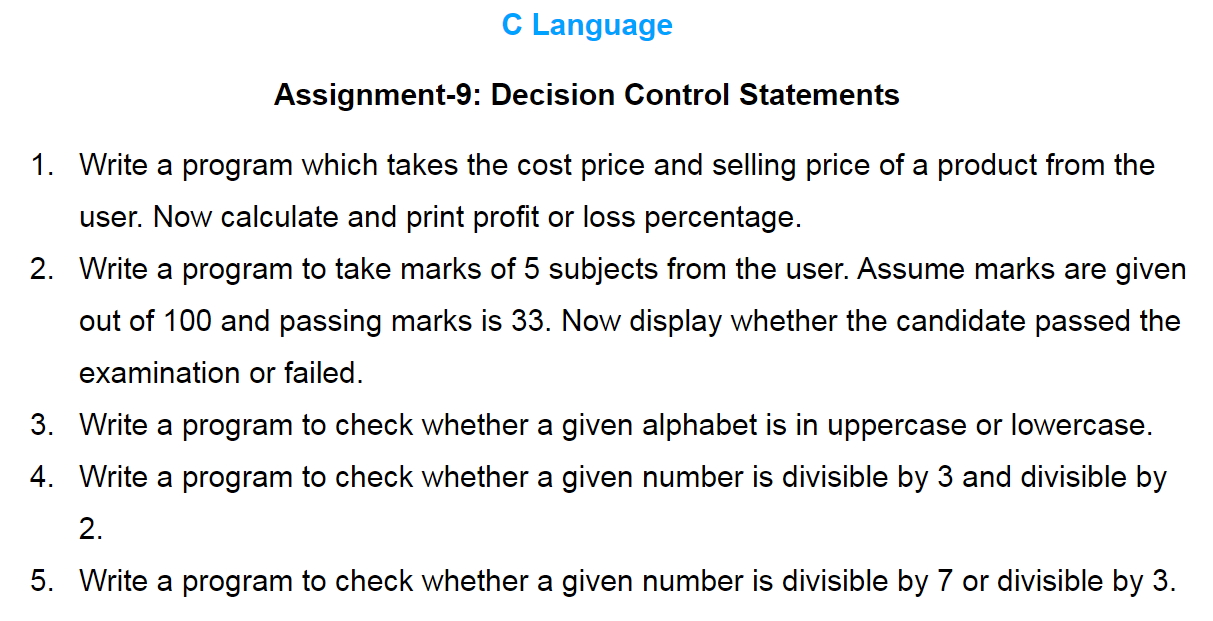 C Language
Assignment-9: Decision Control Statements
1. Write a program which takes the cost price and selling price of a product from the
user. Now calculate and print profit or loss percentage.
2. Write a program to take marks of 5 subjects from the user. Assume marks are given
out of 100 and passing marks is 33. Now display whether the candidate passed the
examination or failed.
3. Write a program to check whether a given alphabet is in uppercase or lowercase.
4. Write a program to check whether a given number is divisible by 3 and divisible by
2.
5. Write a program to check whether a given number is divisible by 7 or divisible by 3.